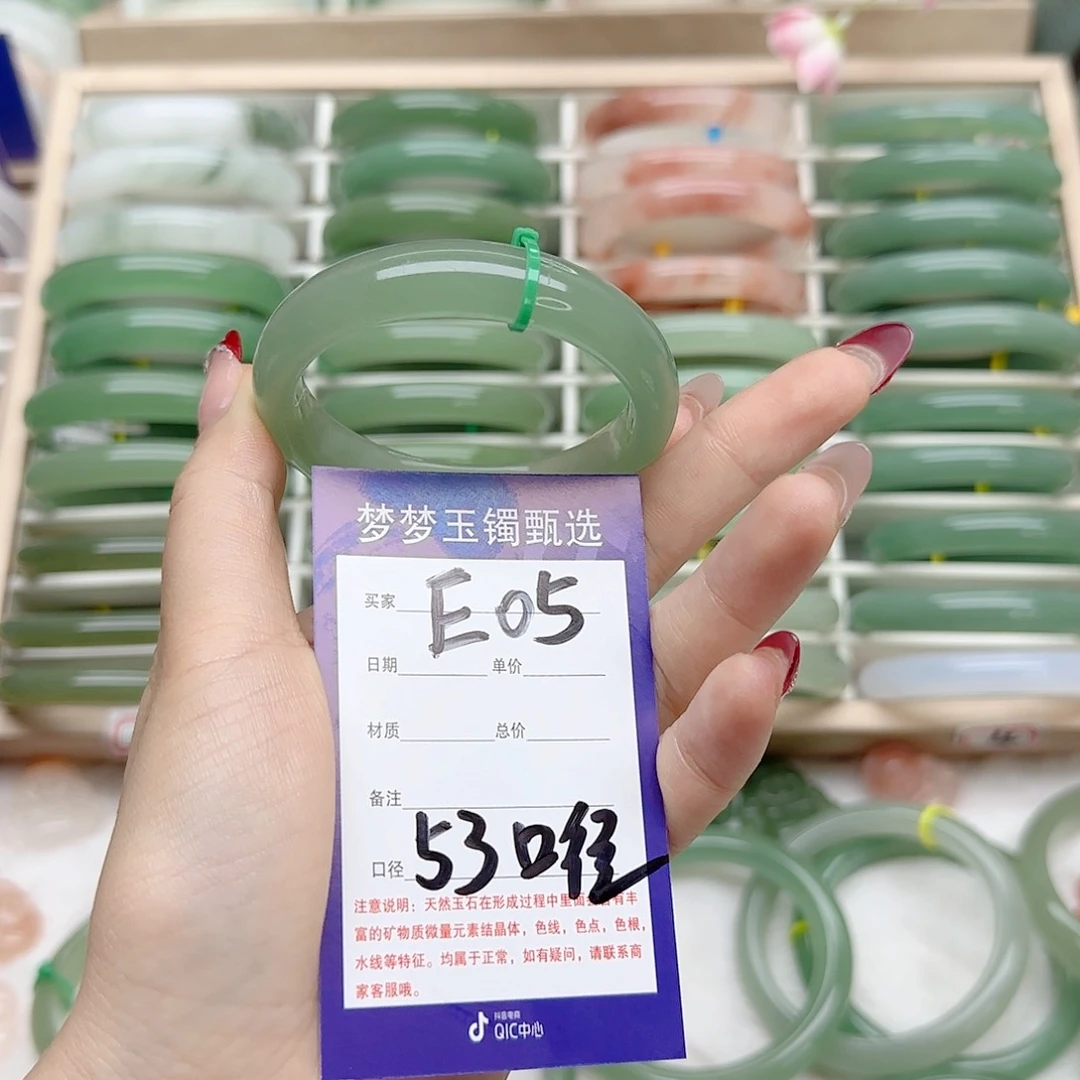 梦梦玉镯甄选
买家 E05
日期 单价
材质 总价
备注
口径 53口径
注意说明：天然玉石在形成过程中里面 有丰
富的矿物质微量元素结晶体，色线，色点，色根，
水线等特征。均属于正常，如有疑问，请联系商
家客服哦。
抖音电商
QIC中心